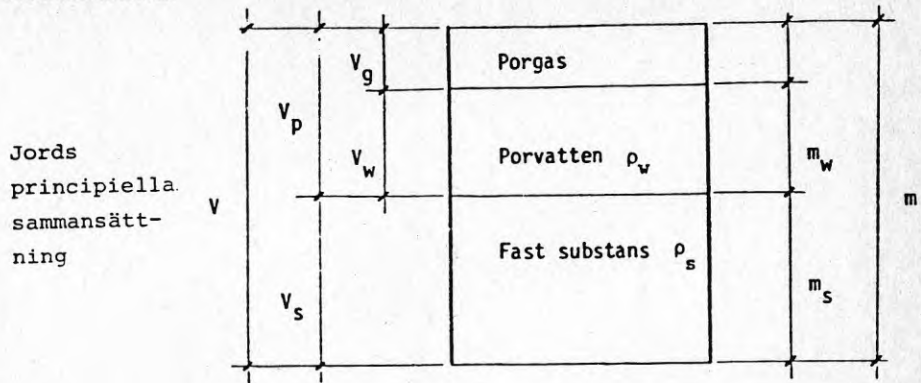 Jords
principiella
sammansätt-
ning
V
V_p
V_s
V_g
V_w
Porgas
Porvatten ρ_w
Fast substans ρ_s
m_w
m_s
m